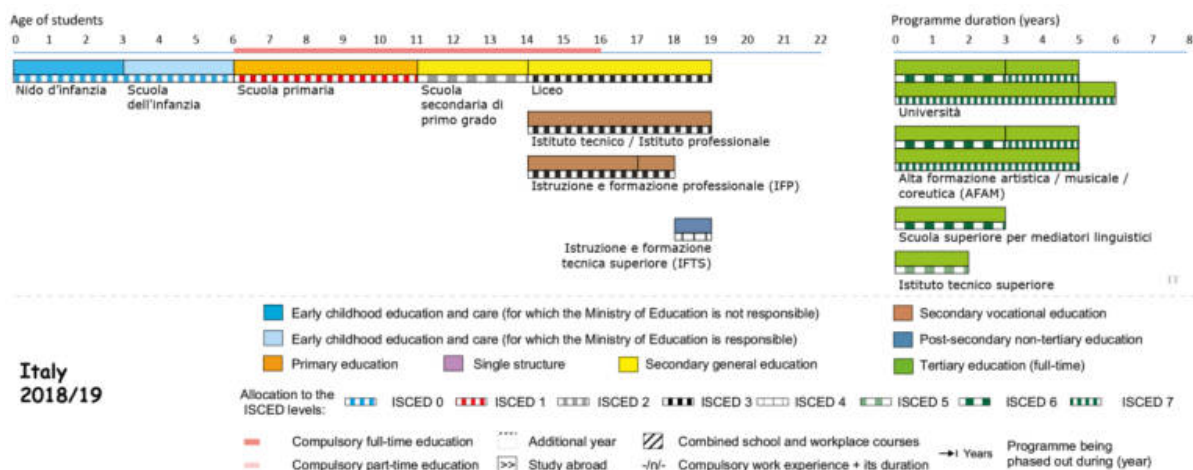 Age of students
Programme duration (years)
0 1 2 3 4 5 6 7 8 9 10 11 12 13 14 15 16 17 18 19 20 21 22
0 1 2 3 4 5 6 7 8
Nido d'infanzia
Scuola
dell'infanzia
Scuola primaria
Scuola
secondaria di
primo grado
Liceo
Istituto tecnico / Istituto professionale
Istruzione e formazione professionale (IFP)
Istruzione e formazione
tecnica superiore (IFTS)
Università
Alta formazione artistica / musicale /
coreutica (AFAM)
Scuola superiore per mediatori linguistici
Istituto tecnico superiore
IT
Italy
2018/19
Early childhood education and care (for which the Ministry of Education is not responsible)
Early childhood education and care (for which the Ministry of Education is responsible)
Primary education
Single structure
Secondary general education
Secondary vocational education
Post-secondary non-tertiary education
Tertiary education (full-time)
Allocation to the
ISCED levels:
ISCED 0
ISCED 1
ISCED 2
ISCED 3
ISCED 4
ISCED 5
ISCED 6
ISCED 7
Compulsory full-time education
Additional year
Combined school and workplace courses
Years
Programme being
phased out during (year)
Compulsory part-time education
>>
Study abroad
-/n/-
Compulsory work experience + its duration